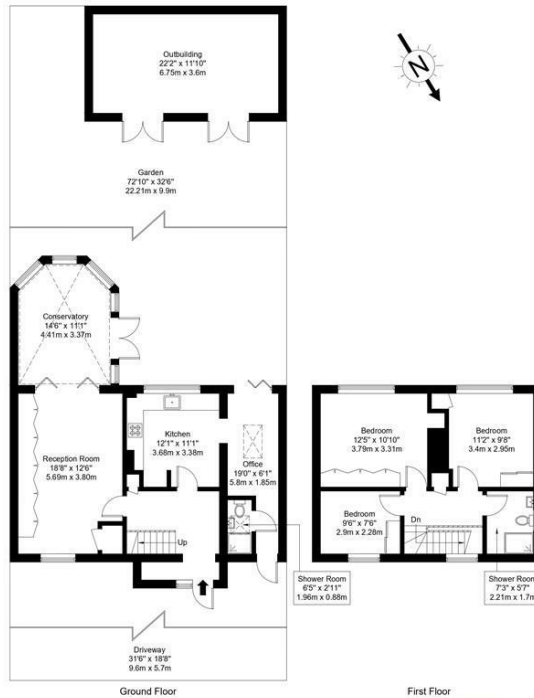 Outbuilding
22'2" x 11'10"
6.75m x 3.6m
N
Garden
72'10" x 32'6"
22.21m x 9.9m
Conservatory
14'6" x 11'1"
4.41m x 3.37m
Reception Room
18'8" x 12'6"
5.69m x 3.80m
Kitchen
12'1" x 11'1"
3.68m x 3.38m
Office
19'0" x 6'1"
5.8m x 1.85m
Up
Shower Room
6'5" x 2'11"
1.96m x 0.88m
Driveway
31'6" x 18'8"
9.6m x 5.7m
Ground Floor
Bedroom
12'5" x 10'10"
3.79m x 3.31m
Bedroom
11'2" x 9'8"
3.4m x 2.95m
Bedroom
9'6" x 7'6"
2.9m x 2.28m
Dn
Shower Room
7'3" x 5'7"
2.21m x 1.7m
First Floor